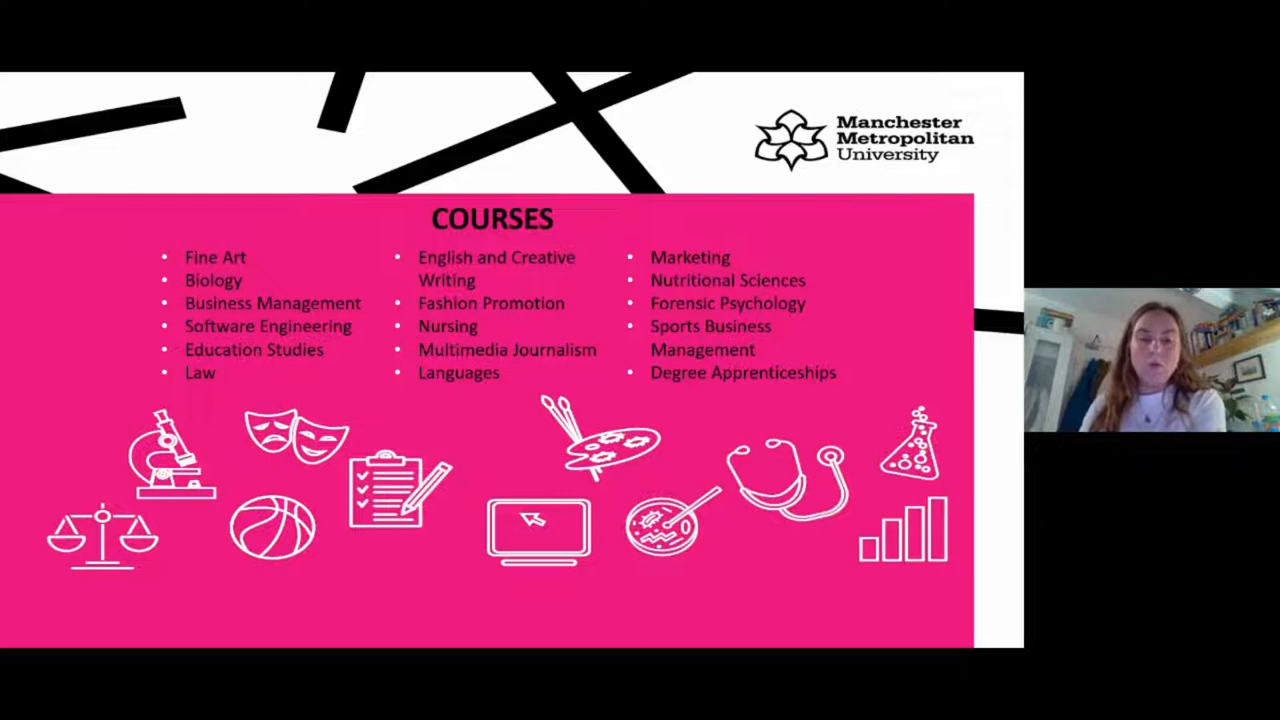 Manchester
Metropolitan
University
COURSES
• Fine Art
• Biology
• Business Management
• Software Engineering
• Education Studies
• Law
• English and Creative
Writing
• Fashion Promotion
• Nursing
• Multimedia Journalism
• Languages
• Marketing
• Nutritional Sciences
• Forensic Psychology
• Sports Business
Management
• Degree Apprenticeships